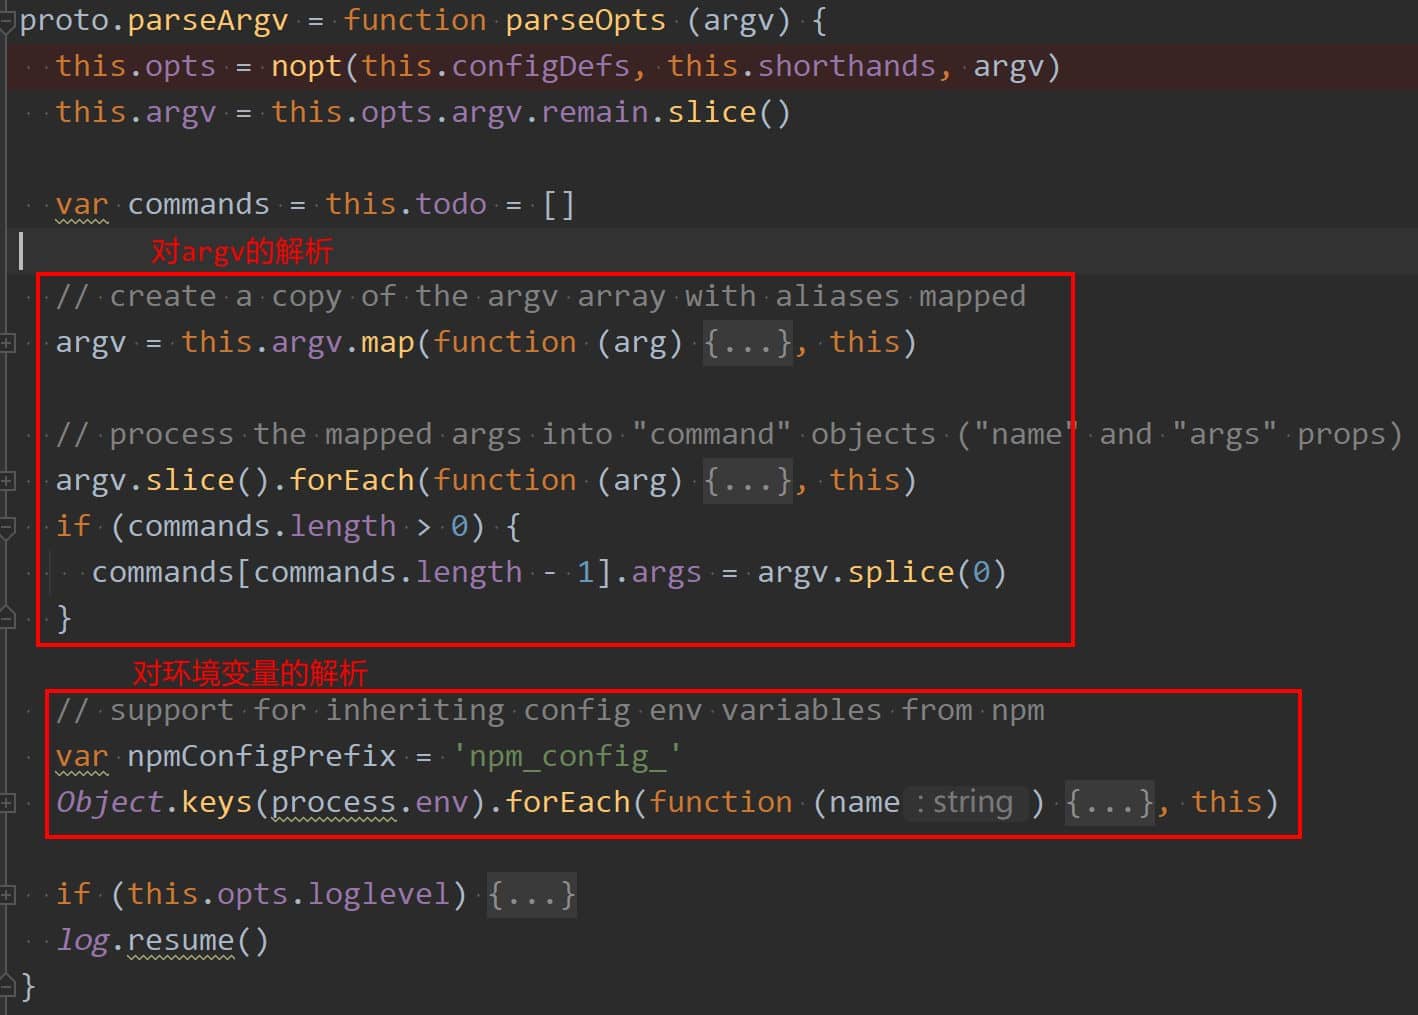 proto.parseArgv = function parseOpts (argv) {
this.opts = nopt(this.configDefs, this.shorthands, argv)
this.argv = this.opts.argv.remain.slice()
var commands = this.todo = []
对argv的解析
// create a copy of the argv array with aliases mapped
argv = this.argv.map(function (arg) {...}, this)
// process the mapped args into "command" objects ("name" and "args" props)
argv.slice().forEach(function (arg) {...}, this)
if (commands.length > 0) {
commands[commands.length - 1].args = argv.splice(0)
}
对环境变量的解析
// support for inheriting config env variables from npm
var npmConfigPrefix = 'npm_config_'
Object.keys(process.env).forEach(function (name : string ) {...}, this)
if (this.opts.loglevel) {...}
log.resume()
}